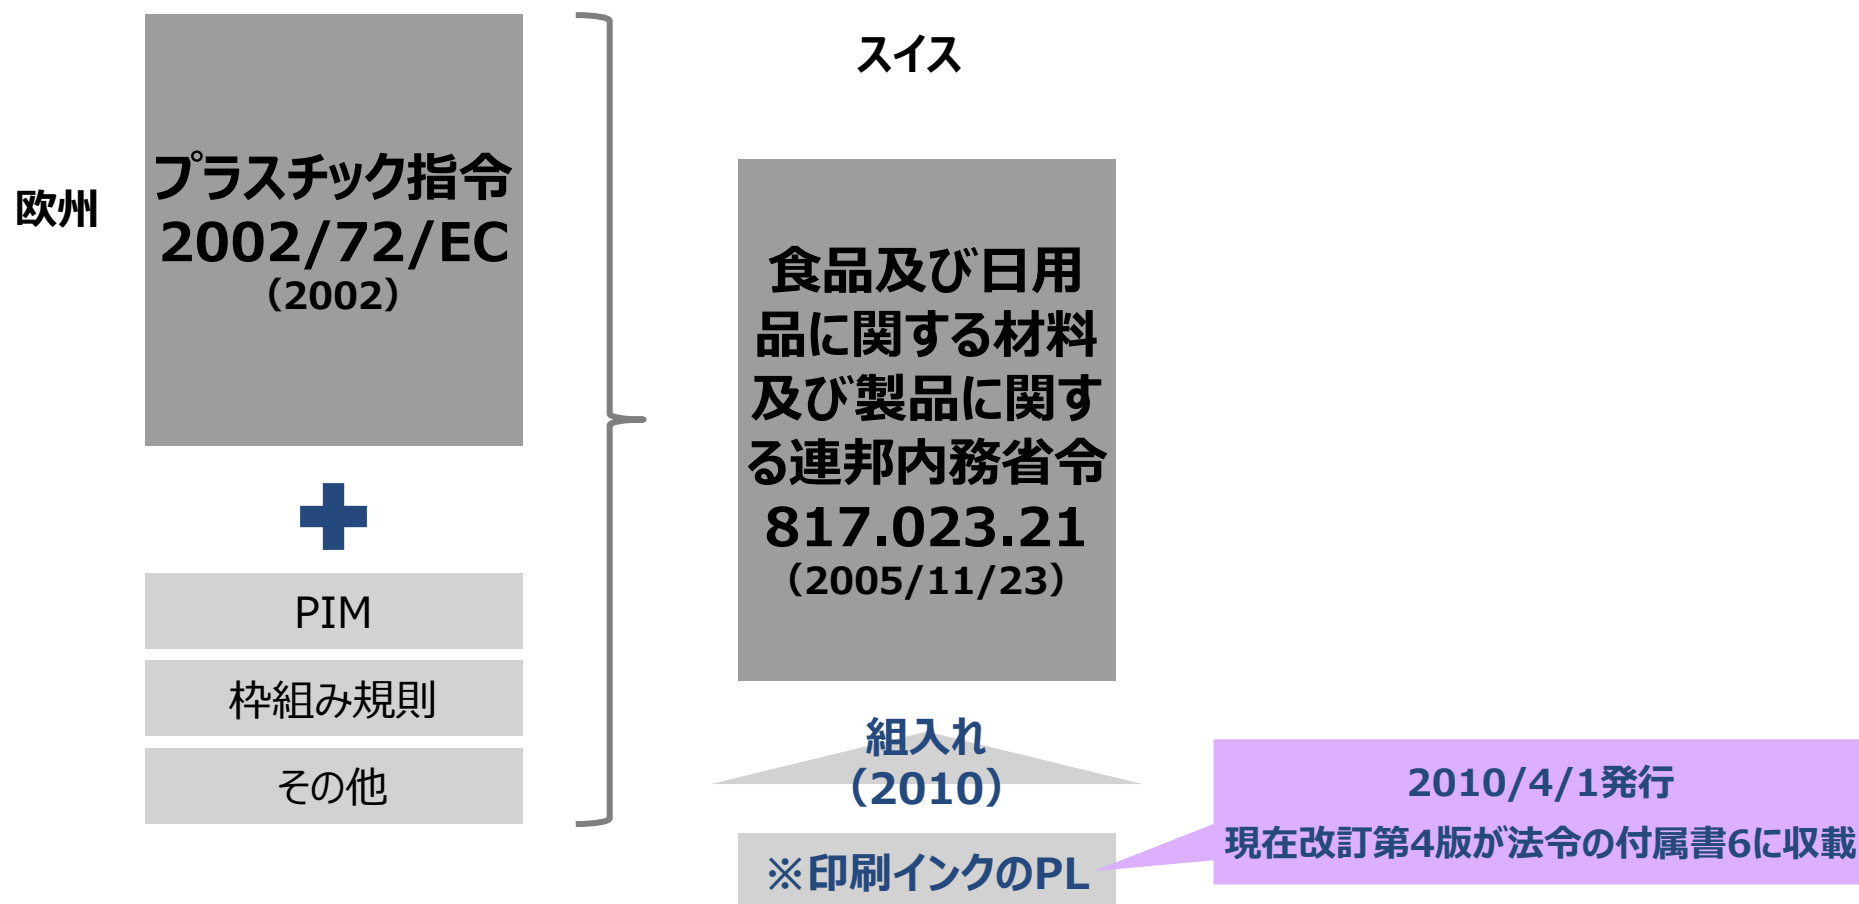 欧州
プラスチック指令
2002/72/EC
（2002）
PIM
枠組み規則
その他
スイス
食品及び日用
品に関する材料
及び製品に関す
る連邦内務省令
817.023.21
（2005/11/23）
組入れ
（2010）
※印刷インクのPL
2010/4/1発行
現在改訂第4版が法令の付属書6に収載